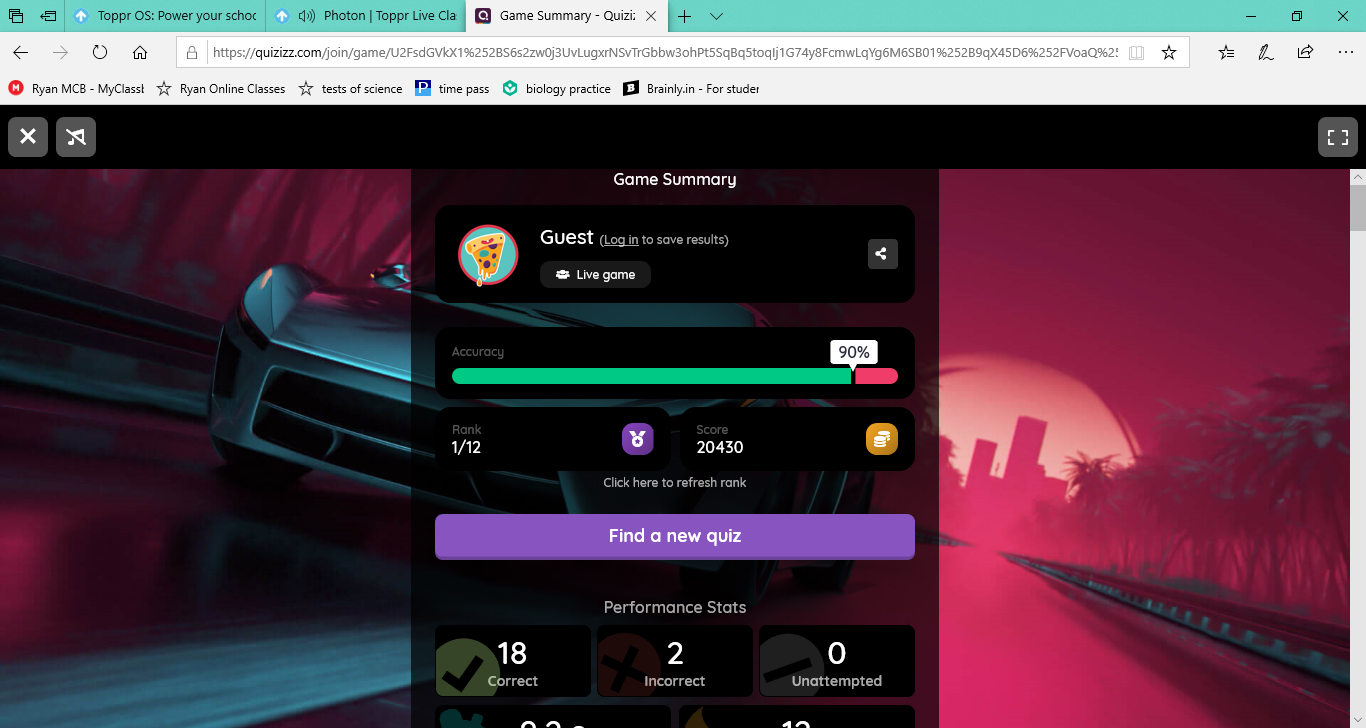 Toppr OS: Power your schoo
Photon | Toppr Live Cla
Game Summary - Quiziz
https://quizizz.com/join/game/U2FsdGVkX1%252BS6s2zw0j3UvLugxrNSvTrGbbw3ohPt5SqBq5toqIj1G74y8FcmwLqYg6M6SB01%252B9qX45D6%252FVoaQ%25
Ryan MCB - MyClassb
Ryan Online Classes
tests of science
time pass
biology practice
Brainly.in - For studen
Game Summary
Guest (Log in to save results)
Live game
Accuracy
90%
Rank
1/12
Score
20430
Click here to refresh rank
Find a new quiz
Performance Stats
18
Correct
2
Incorrect
0
Unattempted